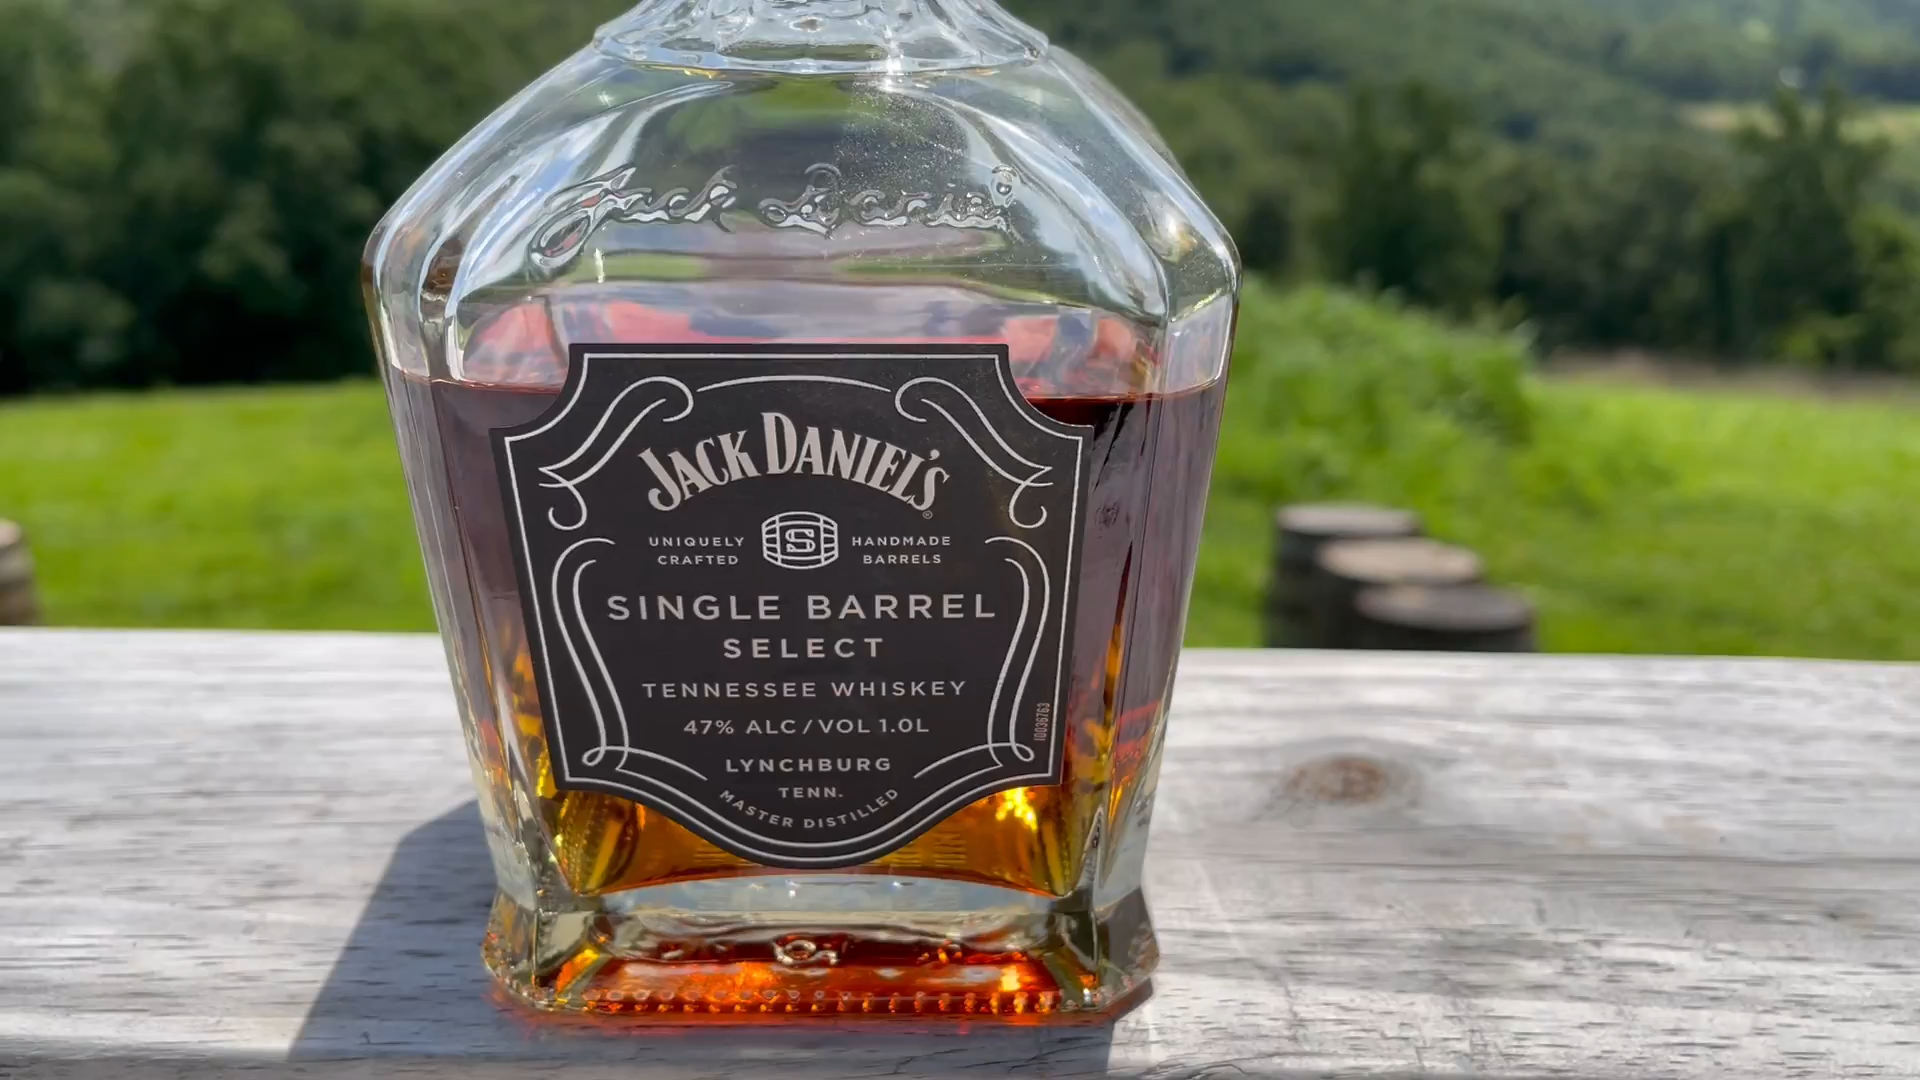 Jack Daniel
JACK DANIEL'S
®
UNIQUELY CRAFTED
S
HANDMADE BARRELS
SINGLE BARREL
SELECT
TENNESSEE WHISKEY
47% ALC/VOL 1.0L
LYNCHBURG
TENN.
MASTER DISTILLED
10036763